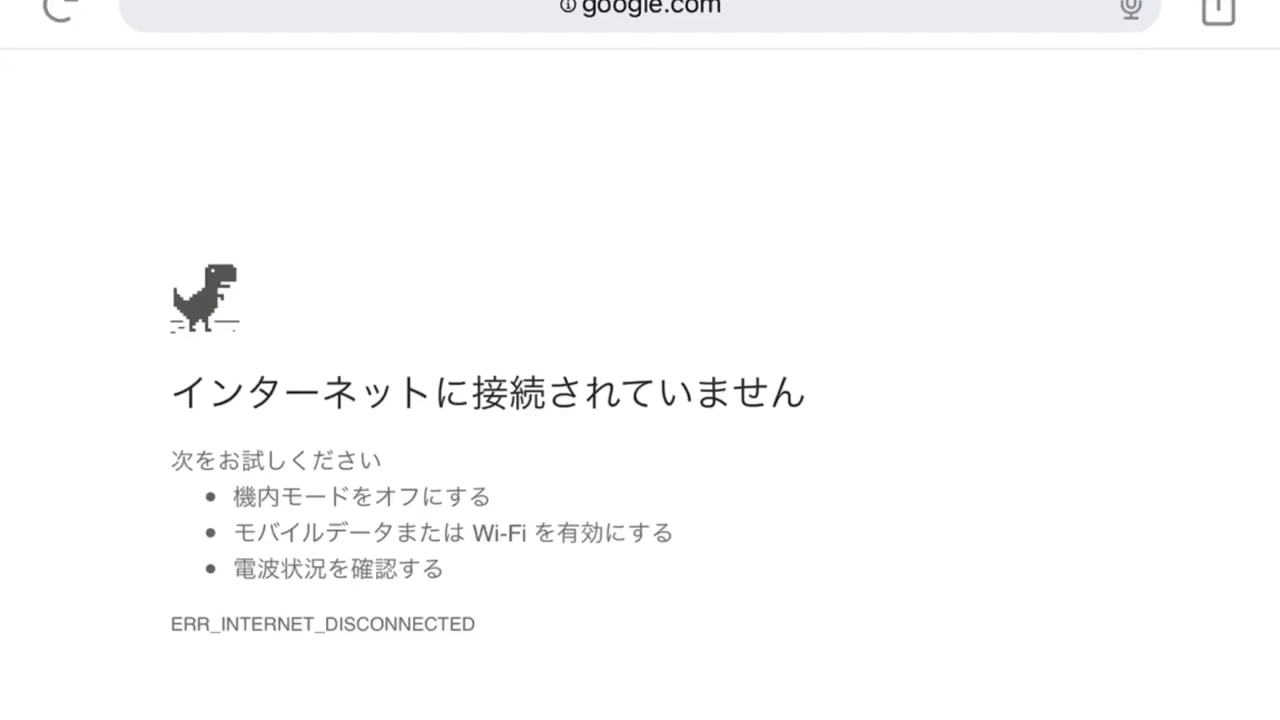 google.com
インターネットに接続されていません
次をお試しください
機内モードをオフにする
モバイルデータまたは Wi-Fi を有効にする
電波状況を確認する
ERR_INTERNET_DISCONNECTED